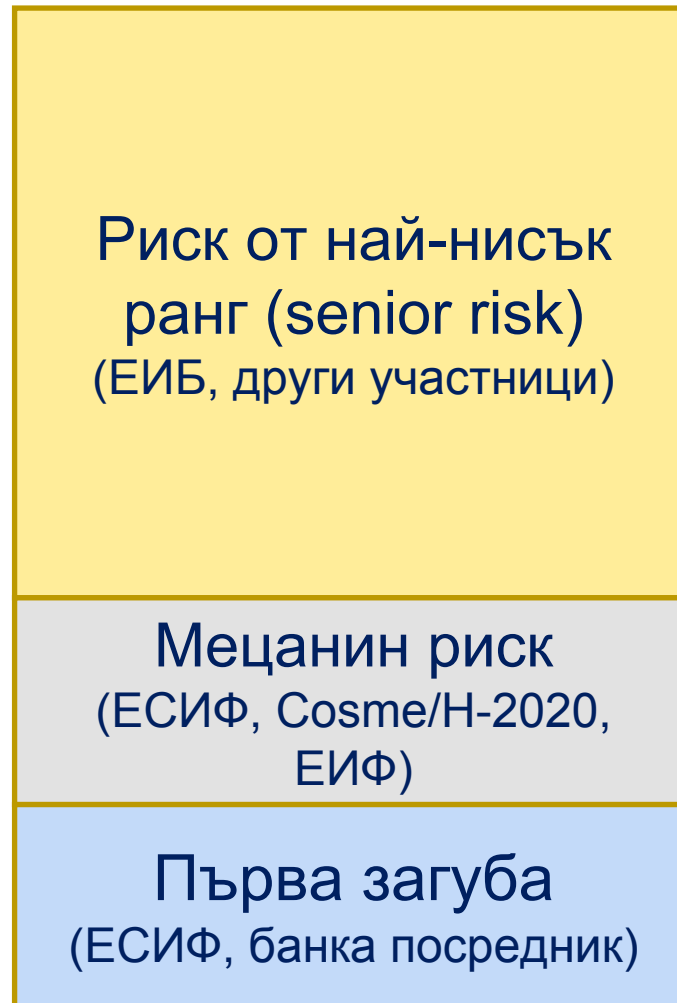 Риск от най-нисък
ранг (senior risk)
(ЕИБ, други участници)
Мецанин риск
(ЕСИФ, Cosme/H-2020,
ЕИФ)
Първа загуба
(ЕСИФ, банка посредник)